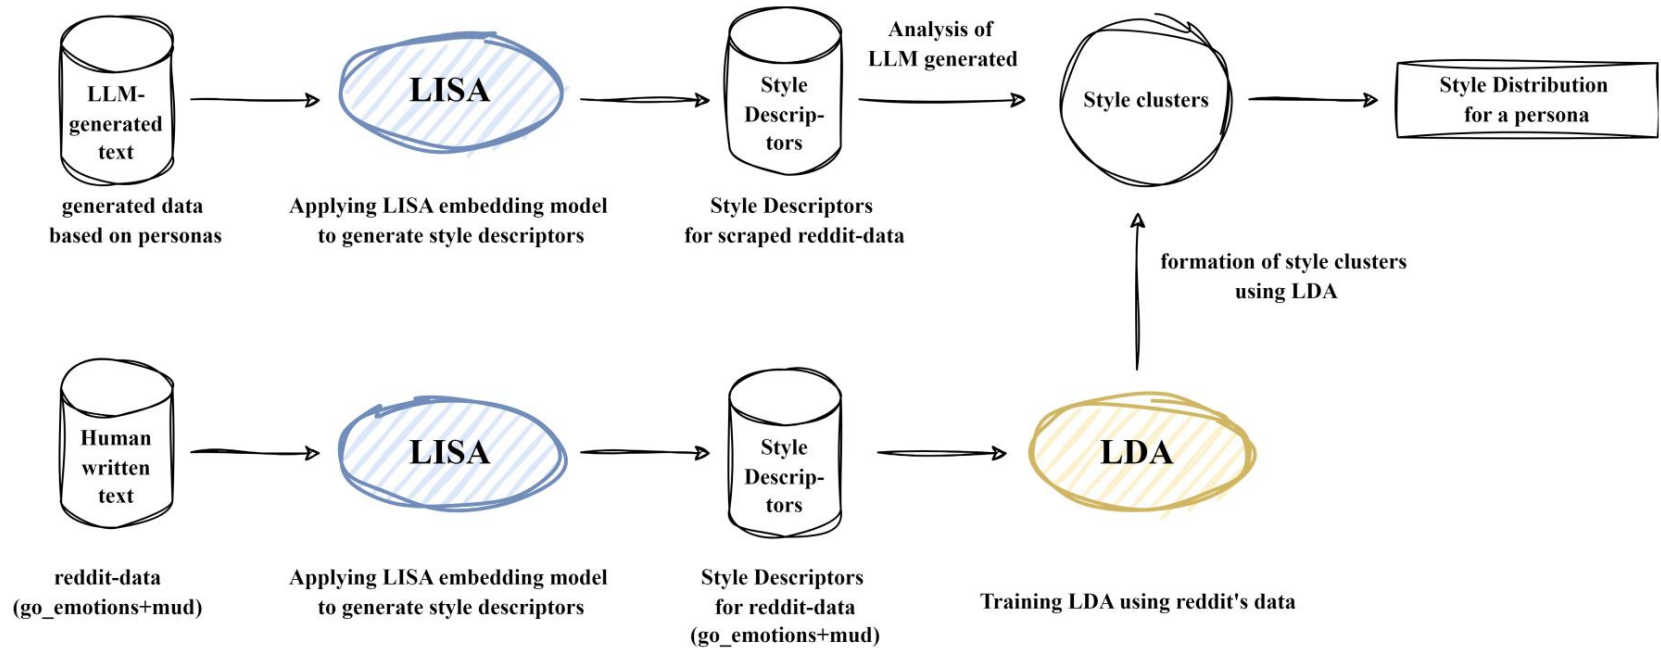 LLM-
generated
text
generated data
based on personas
LISA
Applying LISA embedding model
to generate style descriptors
Style
Descrip-
tors
Style Descriptors
for scraped reddit-data
Analysis of
LLM generated
Style clusters
Style Distribution
for a persona
formation of style clusters
using LDA
Human
written
text
reddit-data
(go_emotions+mud)
LISA
Applying LISA embedding model
to generate style descriptors
Style
Descrip-
tors
Style Descriptors
for reddit-data
(go_emotions+mud)
LDA
Training LDA using reddit's data